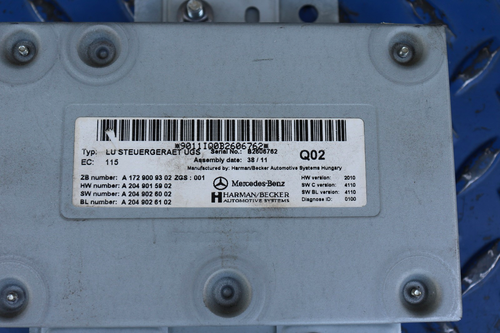 *9011IQ0B2606762*
Typ: LU STEUERGERAET UGS Serial No.: B2606762
EC: 115 Assembly date: 38 / 11 Q02
Manufactured by: Harman/Becker Automotive Systems Hungary
ZB number: A 172 900 93 02 ZGS : 001
HW number: A 204 901 59 02
SW number: A 204 902 60 02
BL number: A 204 902 61 02
Mercedes-Benz
HARMAN/BECKER
AUTOMOTIVE SYSTEMS
HW version: 2010
SW C version: 4110
SW BL version: 4110
Diagnose ID: 0100